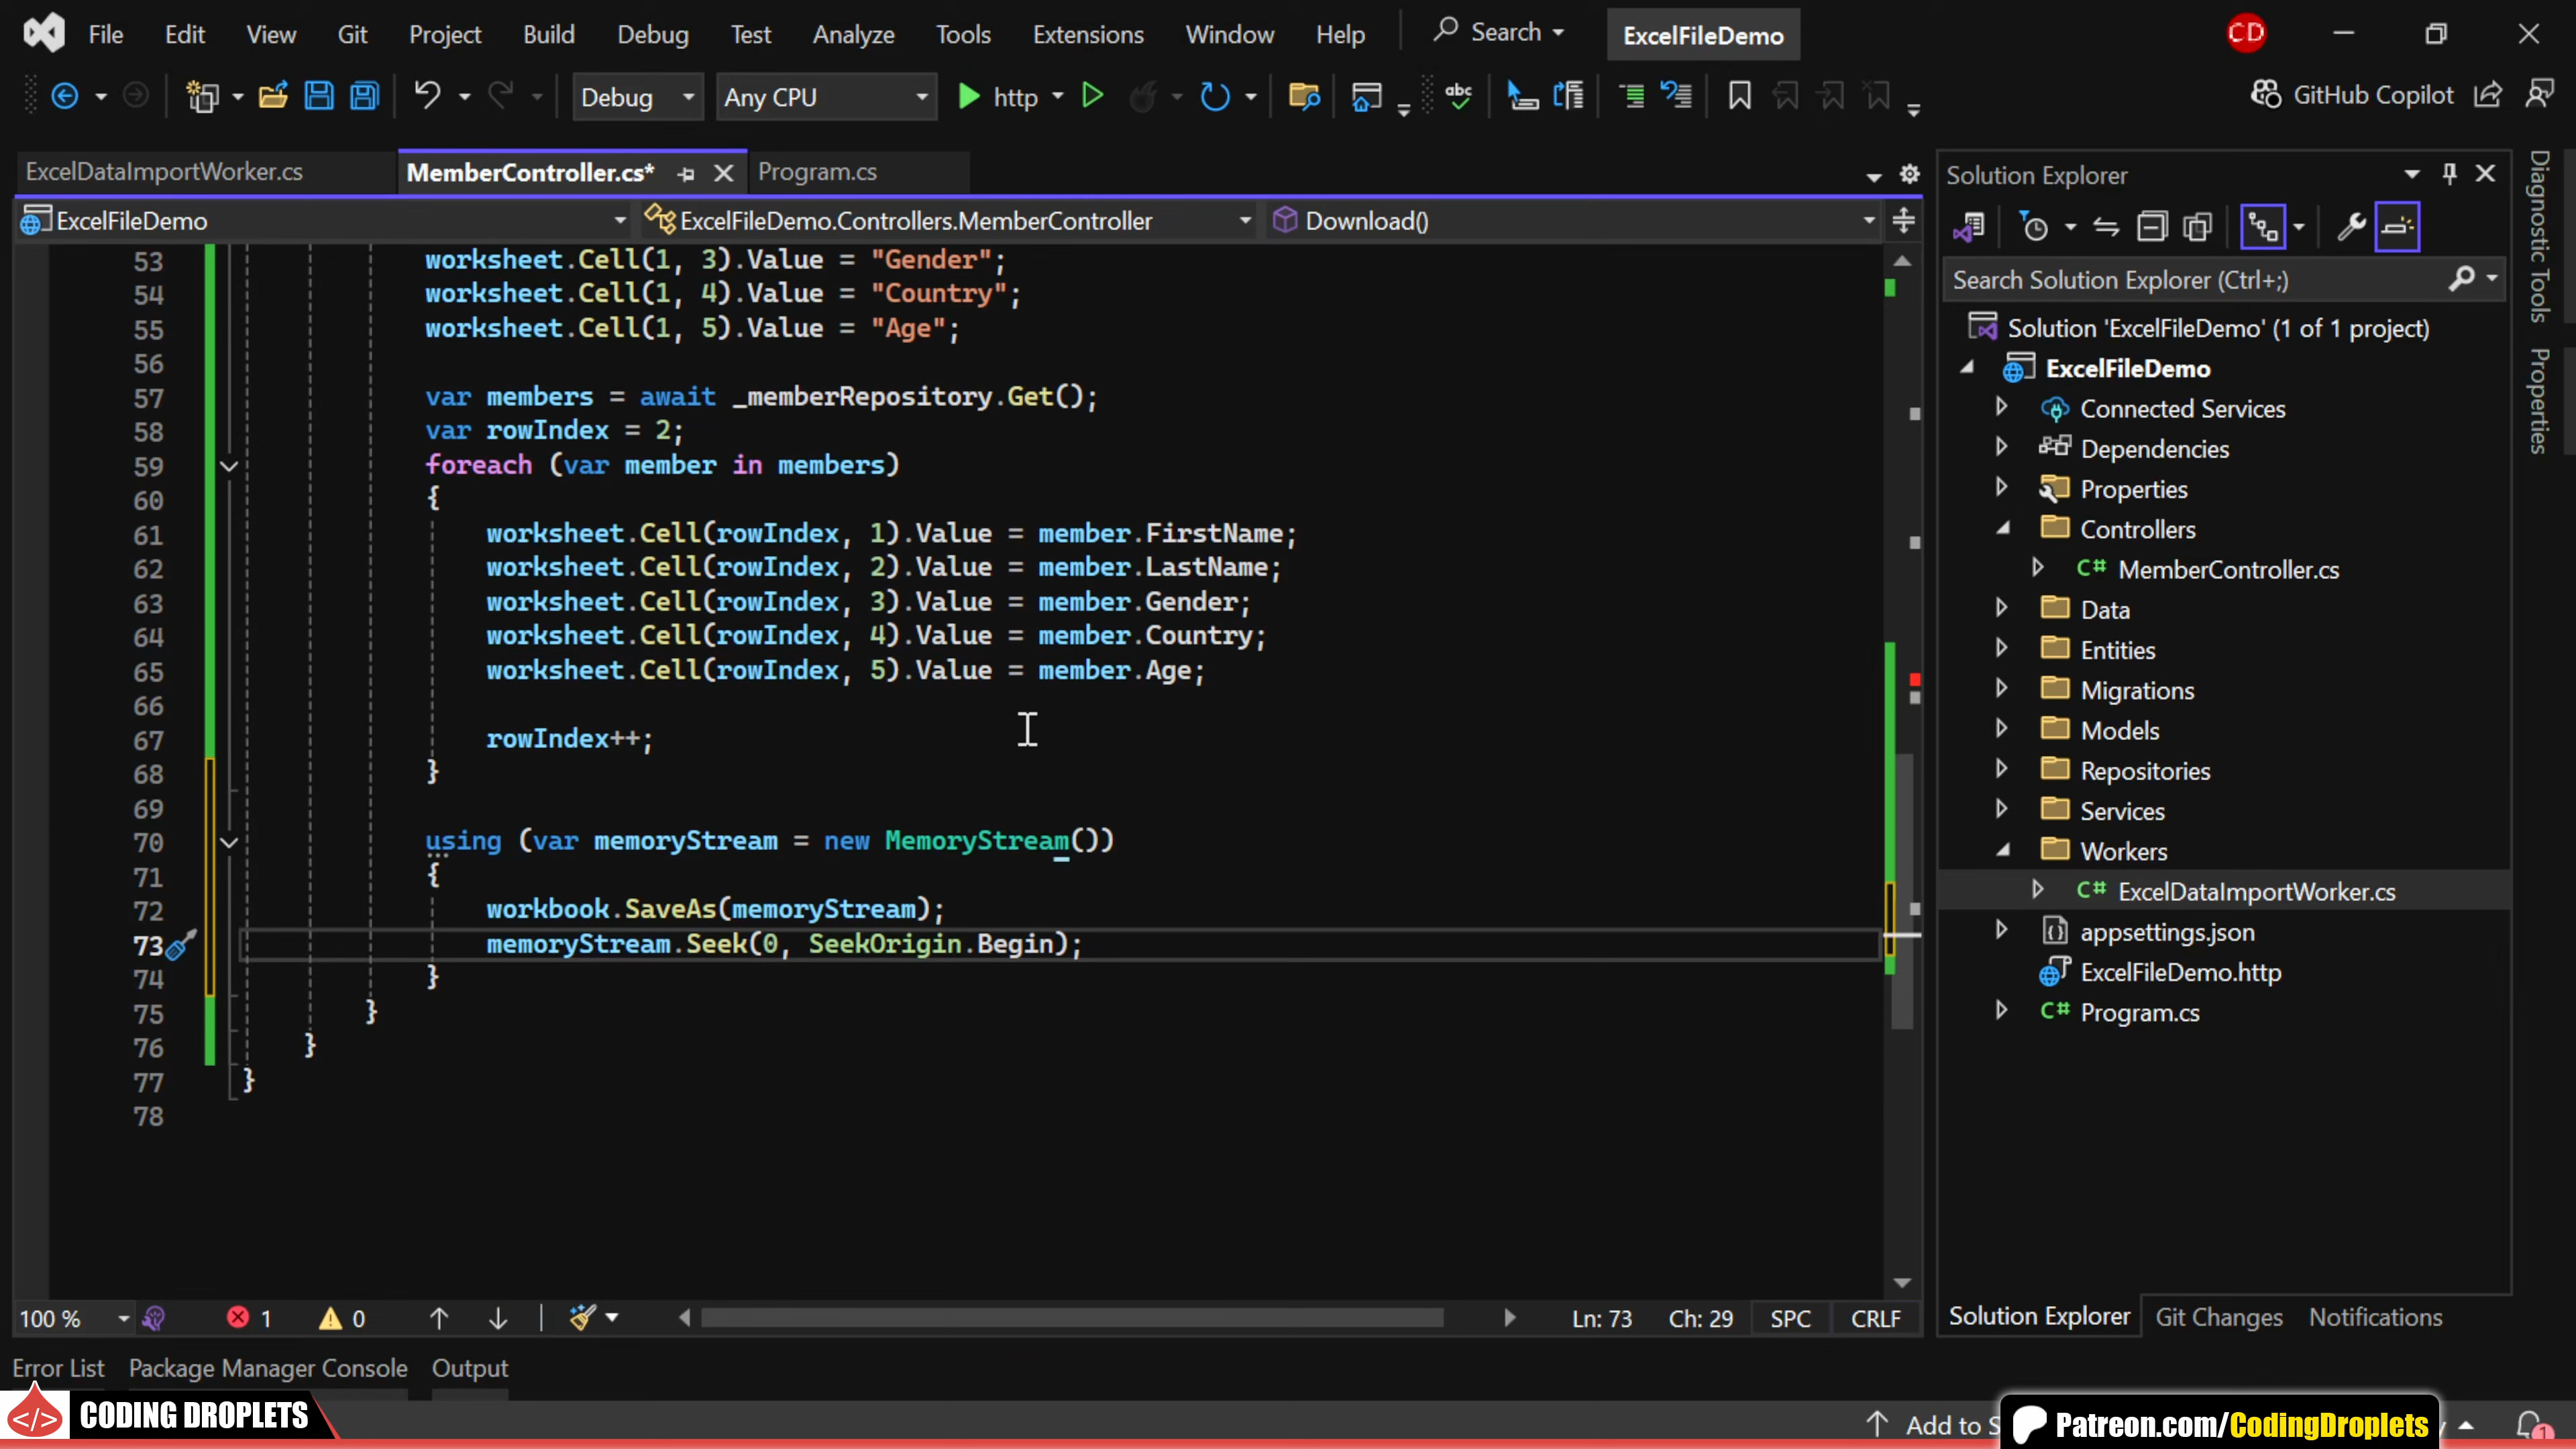 File Edit View Git Project Build Debug Test Analyze Tools Extensions Window Help Search ExcelFileDemo CD
Debug Any CPU http GitHub Copilot
ExcelDataImportWorker.cs MemberController.cs* Program.cs
ExcelFileDemo ExcelFileDemo.Controllers.MemberController Download()
53 worksheet.Cell(1, 3).Value = "Gender";
54 worksheet.Cell(1, 4).Value = "Country";
55 worksheet.Cell(1, 5).Value = "Age";
56
57 var members = await _memberRepository.Get();
58 var rowIndex = 2;
59 foreach (var member in members)
60 {
61 worksheet.Cell(rowIndex, 1).Value = member.FirstName;
62 worksheet.Cell(rowIndex, 2).Value = member.LastName;
63 worksheet.Cell(rowIndex, 3).Value = member.Gender;
64 worksheet.Cell(rowIndex, 4).Value = member.Country;
65 worksheet.Cell(rowIndex, 5).Value = member.Age;
66
67 rowIndex++;
68 }
69
70 using (var memoryStream = new MemoryStream())
71 {
72 workbook.SaveAs(memoryStream);
73 memoryStream.Seek(0, SeekOrigin.Begin);
74 }
75 }
76 }
77 }
78
100 % 1 0 Ln: 73 Ch: 29 SPC CRLF
Error List Package Manager Console Output
Solution Explorer
Search Solution Explorer (Ctrl+;)
Solution 'ExcelFileDemo' (1 of 1 project)
ExcelFileDemo
Connected Services
Dependencies
Properties
Controllers
C# MemberController.cs
Data
Entities
Migrations
Models
Repositories
Services
Workers
C# ExcelDataImportWorker.cs
appsettings.json
ExcelFileDemo.http
C# Program.cs
Solution Explorer Git Changes Notifications
Diagnostic Tools
Properties
CODING DROPLETS
Add to
Patreon.com/CodingDroplets